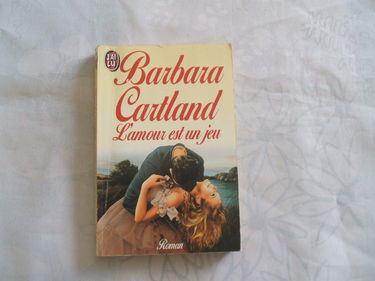 J'AI
LU
Barbara
Cartland
L'amour est un jeu
Roman